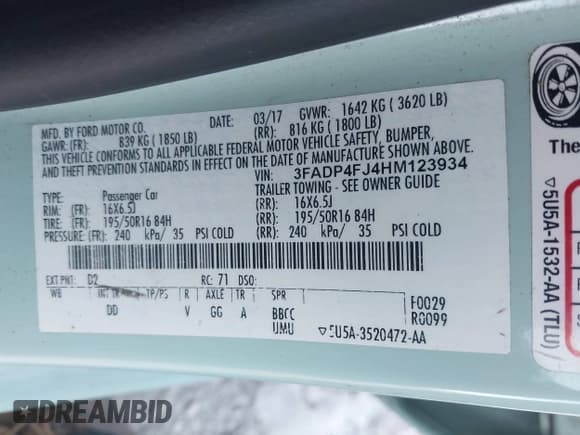 MFD. BY FORD MOTOR CO.
DATE: 03/17 GVWR: 1642 KG ( 3620 LB)
GAWR: (FR): 839 KG ( 1850 LB) (RR): 816 KG ( 1800 LB)
THIS VEHICLE CONFORMS TO ALL APPLICABLE FEDERAL MOTOR VEHICLE SAFETY, BUMPER,
AND THEFT PREVENTION STANDARDS IN EFFECT ON THE DATE OF MANUFACTURE SHOWN ABOVE.
VIN: 3FADP4FJ4HM123934
TYPE: Passenger Car TRAILER TOWING - SEE OWNER GUIDE
RIM: (FR) 16X6.5J (RR): 16X6.5J
TIRE: (FR) 195/50R16 84H (RR): 195/50R16 84H
PRESSURE: (FR) 240 kPa/ 35 PSI COLD (RR): 240 kPa/ 35 PSI COLD
EXT PNT: D2 RC: 71 DSO:
WB INT TR TP/PS R AXLE TR SPR
DD V GG A BBCC
UMU
F0029
R0099
▽5U5A-3520472-AA
▽5U5A-1532-AA (TLU)
DREAMBID